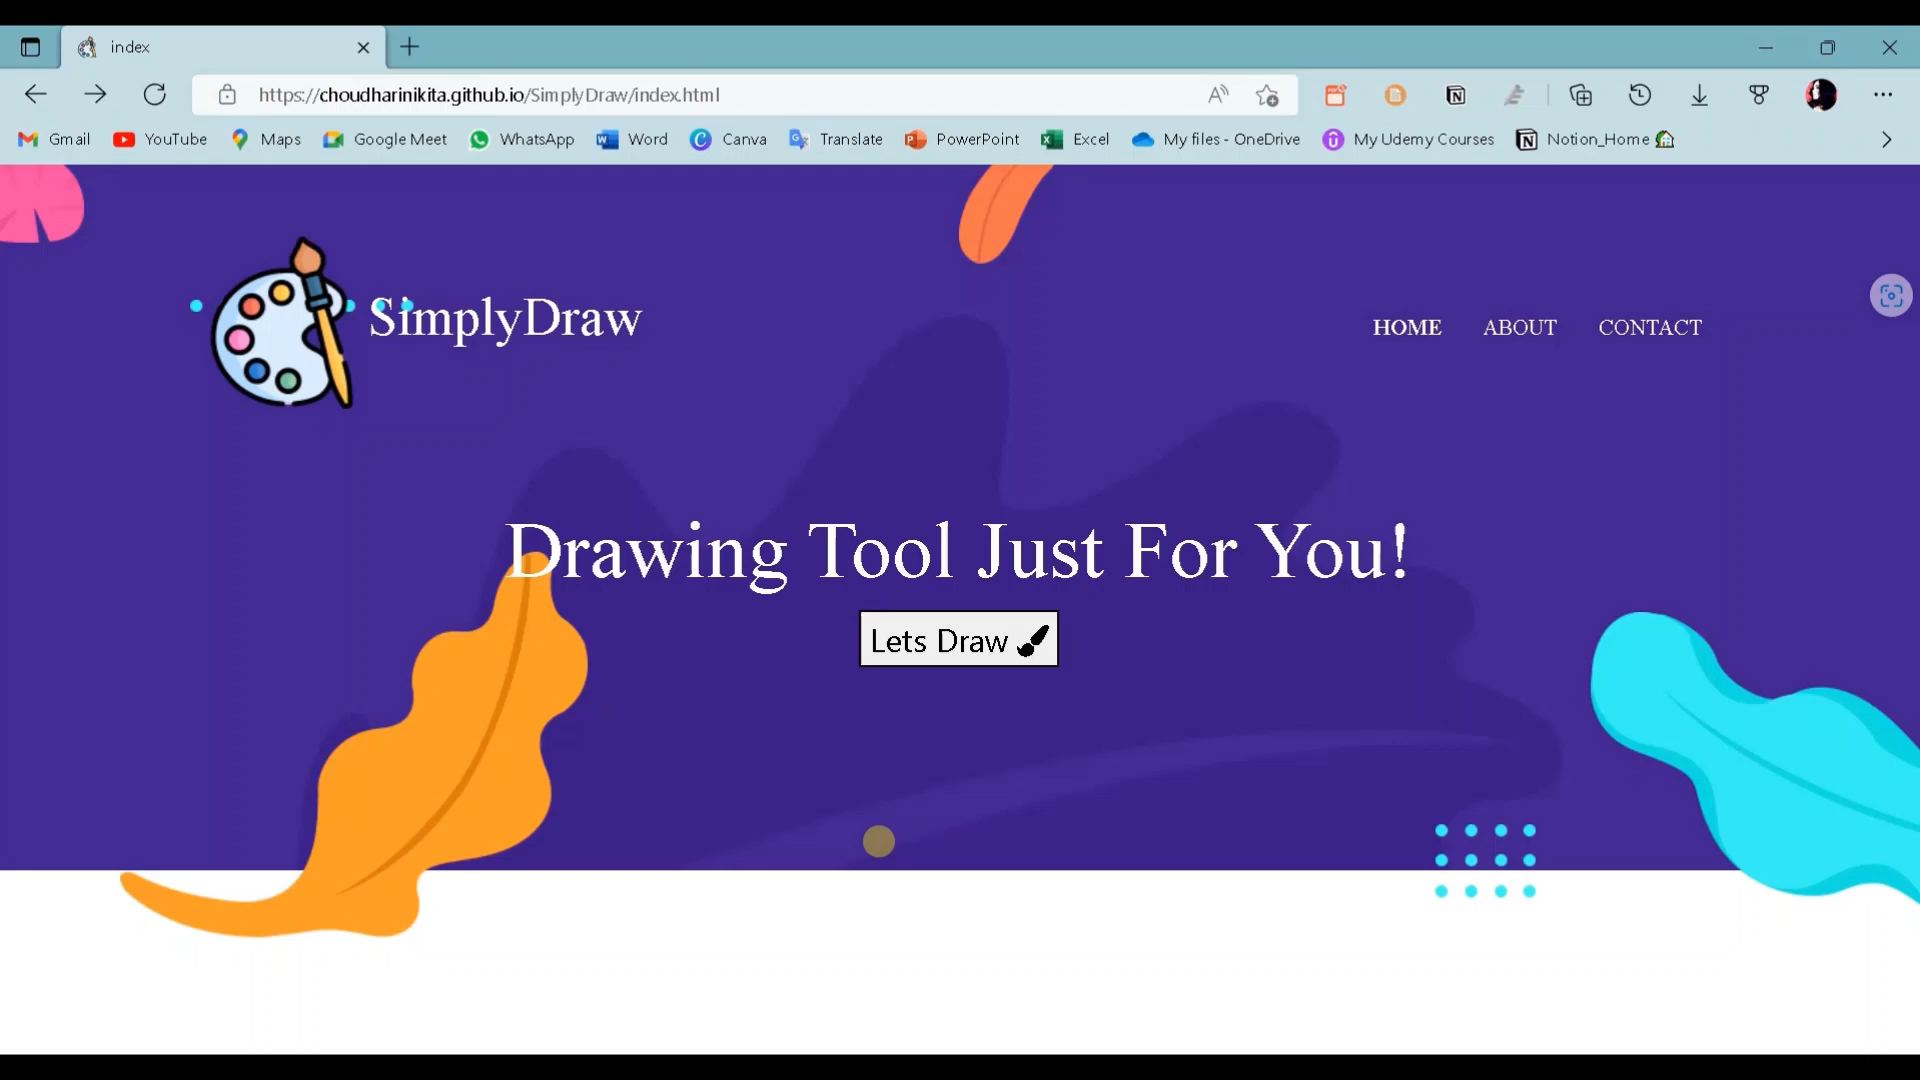 index
https://choudharinikita.github.io/SimplyDraw/index.html
Gmail YouTube Maps Google Meet WhatsApp Word Canva Translate PowerPoint Excel My files - OneDrive My Udemy Courses Notion_Home
SimplyDraw
HOME ABOUT CONTACT
Drawing Tool Just For You!
Lets Draw